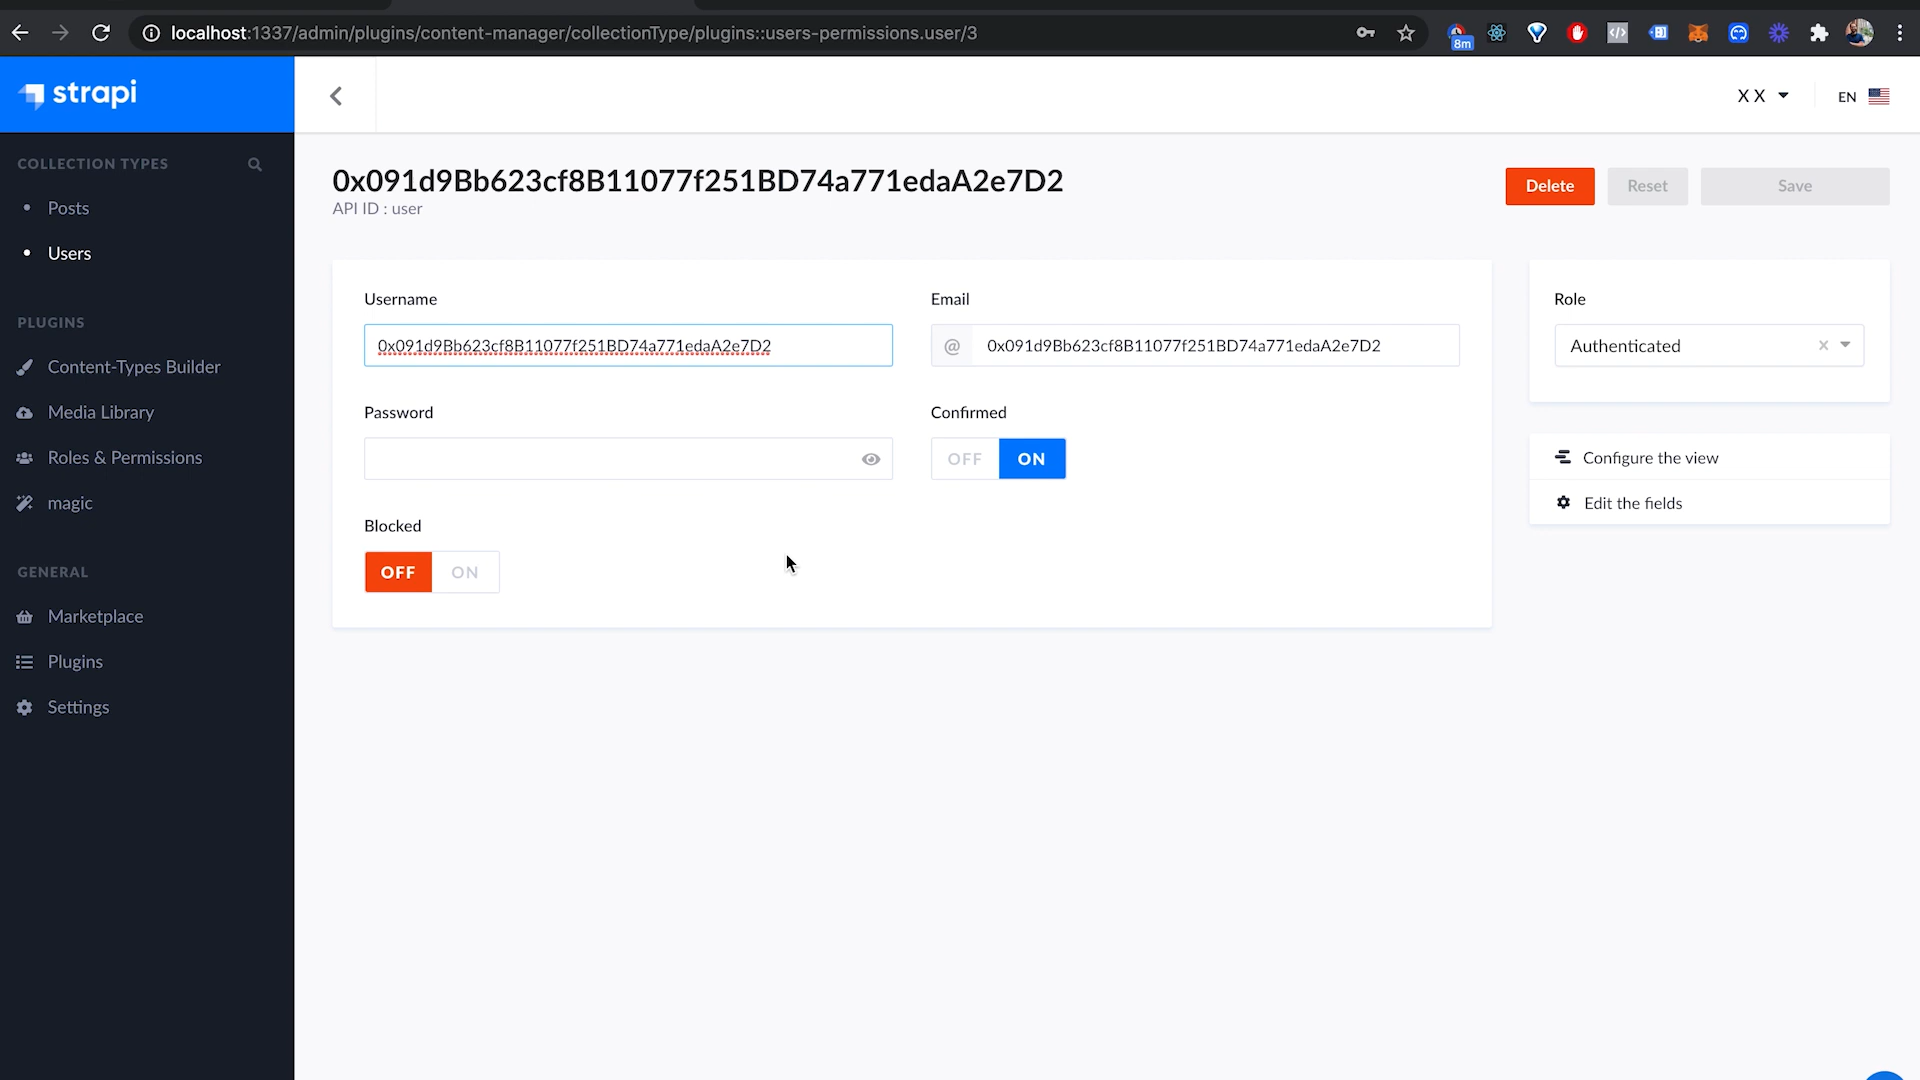 localhost:1337/admin/plugins/content-manager/collectionType/plugins::users-permissions.user/3
8m
strapi
X X
EN
COLLECTION TYPES
Posts
Users
PLUGINS
Content-Types Builder
Media Library
Roles & Permissions
magic
GENERAL
Marketplace
Plugins
Settings
0x091d9Bb623cf8B11077f251BD74a771edaA2e7D2
API ID : user
Delete
Reset
Save
Username
0x091d9Bb623cf8B11077f251BD74a771edaA2e7D2
Email
@ 0x091d9Bb623cf8B11077f251BD74a771edaA2e7D2
Password
Confirmed
OFF ON
Blocked
OFF ON
Role
Authenticated
Configure the view
Edit the fields